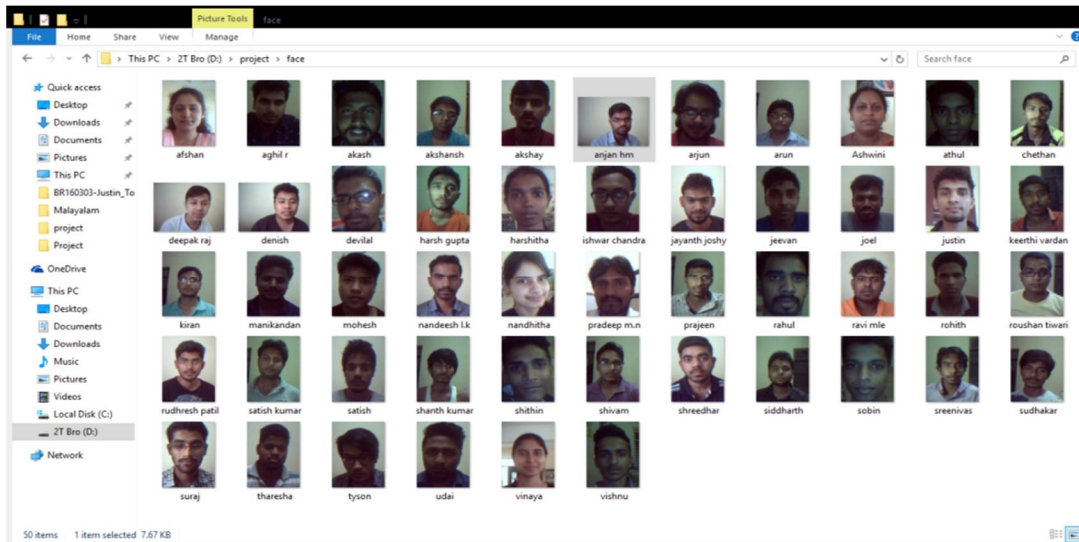 Picture Tools face
File Home Share View Manage
This PC > 2T Bro (D:) > project > face
Search face
Quick access
Desktop
Downloads
Documents
Pictures
This PC
BR160303-Justin_To
Malayalam
project
Project
OneDrive
This PC
Desktop
Documents
Downloads
Music
Pictures
Videos
Local Disk (C:)
2T Bro (D:)
Network
afshan aghil r akash akshansh akshay anjan hm arjun arun Ashwini athul chethan
deepak raj denish devilal harsh gupta harshitha ishwar chandra jayanth joshy jeevan joel justin keerthi vardan
kiran manikandan mohesh nandeesh l.k nandhitha pradeep m.n prajeen rahul ravi mle rohith roushan tiwari
rudhresh patil satish kumar satish shanth kumar shithin shivam shreedhar siddharth sobin sreenivas sudhakar
suraj tharesha tyson udai vinaya vishnu
50 items 1 item selected 7.67 KB